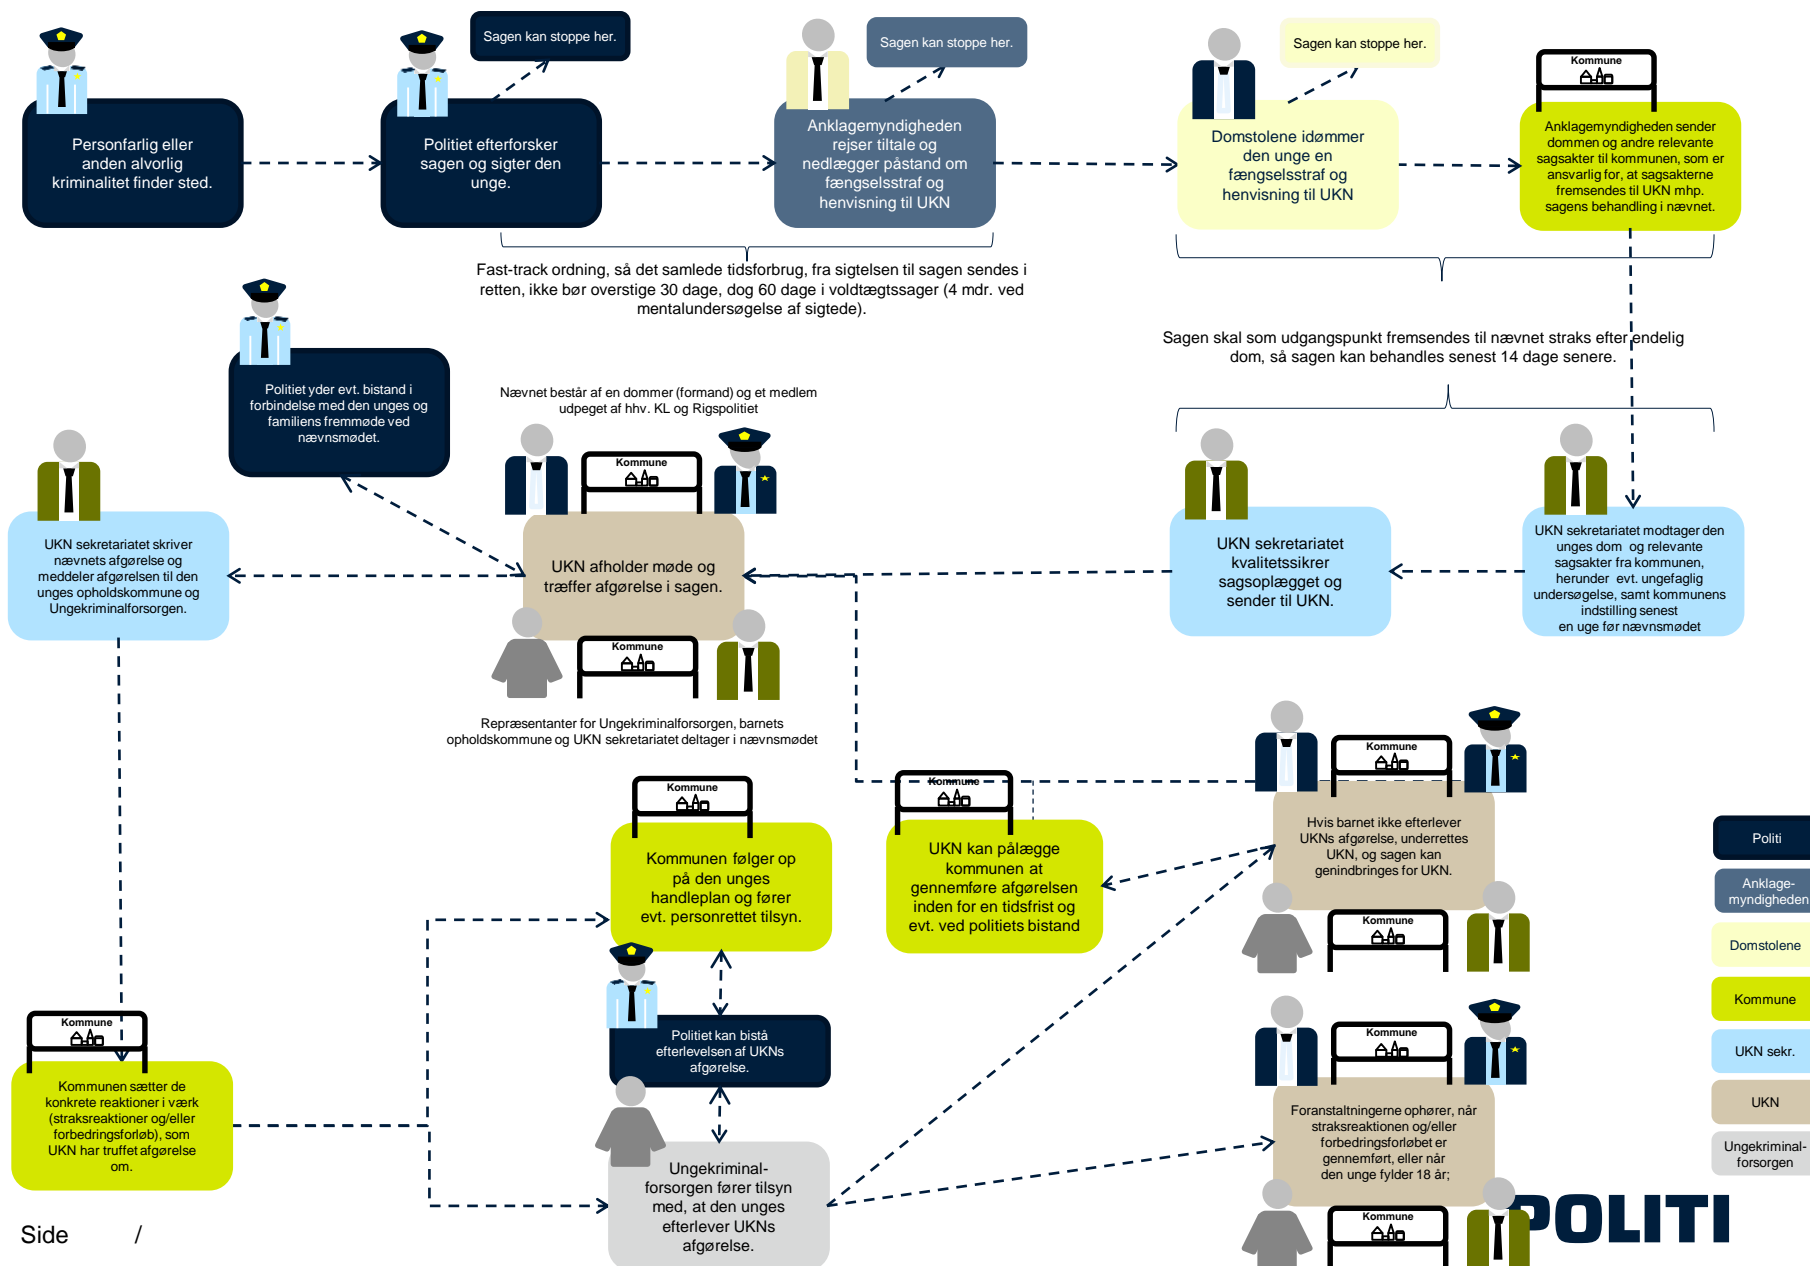 Sagen kan stoppe her.
Sagen kan stoppe her.
Sagen kan stoppe her.
Kommune
Personfarlig eller
anden alvorlig
kriminalitet finder sted.
Politiet efterforsker
sagen og sigter den
unge.
Anklagemyndigheden
rejser tiltale og
nedlægger påstand om
fængselsstraf og
henvisning til UKN
Domstolene idømmer
den unge en
fængselsstraf og
henvisning til UKN
Anklagemyndigheden sender
dommen og andre relevante
sagsakter til kommunen, som er
ansvarlig for, at sagsakterne
fremsendes til UKN mhp.
sagens behandling i nævnet.
Fast-track ordning, så det samlede tidsforbrug, fra sigtelsen til sagen sendes i
retten, ikke bør overstige 30 dage, dog 60 dage i voldtægtssager (4 mdr. ved
mentalundersøgelse af sigtede).
Sagen skal som udgangspunkt fremsendes til nævnet straks efter endelig
dom, så sagen kan behandles senest 14 dage senere.
Politiet yder evt. bistand i
forbindelse med den unges og
familiens fremmøde ved
nævnsmødet.
Nævnet består af en dommer (formand) og et medlem
udpeget af hhv. KL og Rigspolitiet
Kommune
UKN sekretariatet skriver
nævnets afgørelse og
meddeler afgørelsen til den
unges opholdskommune og
Ungekriminalforsorgen.
UKN afholder møde og
træffer afgørelse i sagen.
UKN sekretariatet
kvalitetssikrer
sagsoplægget og
sender til UKN.
UKN sekretariatet modtager den
unges dom og relevante
sagsakter fra kommunen,
herunder evt. ungefaglig
undersøgelse, samt kommunens
indstilling senest
en uge før nævnsmødet
Kommune
Repræsentanter for Ungekriminalforsorgen, barnets
opholdskommune og UKN sekretariatet deltager i nævnsmødet
Kommune
Kommunen følger op
på den unges
handleplan og fører
evt. personrettet tilsyn.
Kommune
UKN kan pålægge
kommunen at
gennemføre afgørelsen
inden for en tidsfrist og
evt. ved politiets bistand
Kommune
Hvis barnet ikke efterlever
UKNs afgørelse, underrettes
UKN, og sagen kan
genindbringes for UKN.
Kommune
Politi
Anklage-
myndigheden
Domstolene
Kommune
UKN sekr.
UKN
Ungekriminal-
forsorgen
Kommune
Kommunen sætter de
konkrete reaktioner i værk
(straksreaktioner og/eller
forbedringsforløb), som
UKN har truffet afgørelse
om.
Politiet kan bistå
efterlevelsen af UKNs
afgørelse.
Ungekriminal-
forsorgen fører tilsyn
med, at den unges
efterlever UKNs
afgørelse.
Kommune
Foranstaltningerne ophører, når
straksreaktionen og/eller
forbedringsforløbet er
gennemført, eller når
den unge fylder 18 år;
Kommune
Side /
POLITI